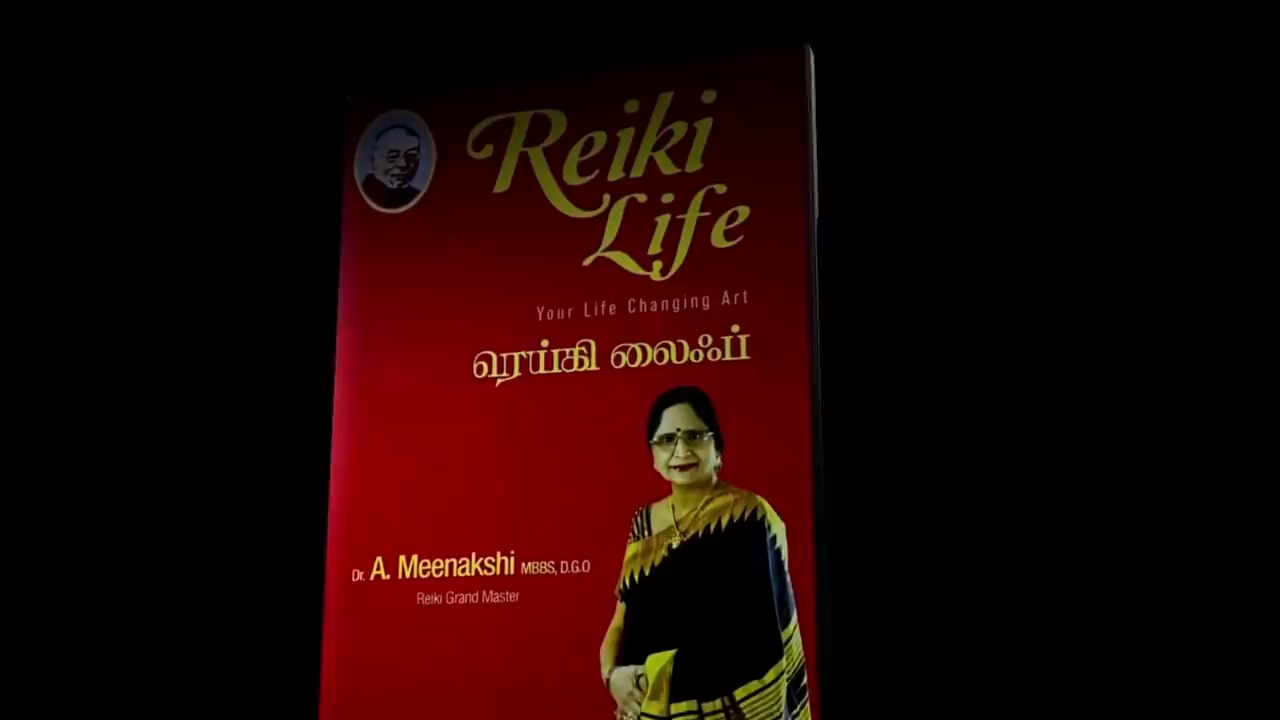 Reiki
Life
Your Life Changing Art
ரெய்கி லைஃப்
Dr. A. Meenakshi MBBS, D.G.O
Reiki Grand Master